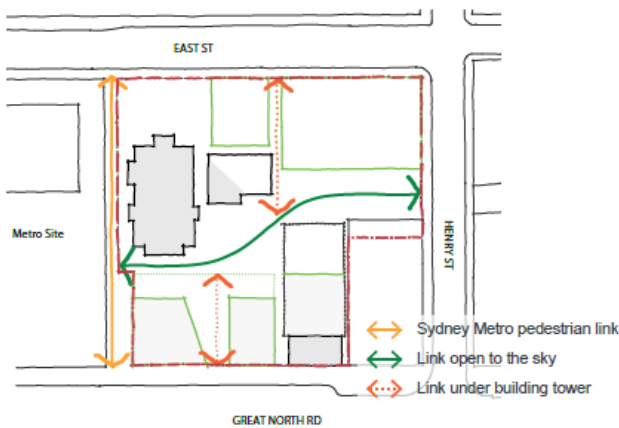 EAST ST
Metro Site
HENRY ST
Sydney Metro pedestrian link
Link open to the sky
Link under building tower
GREAT NORTH RD